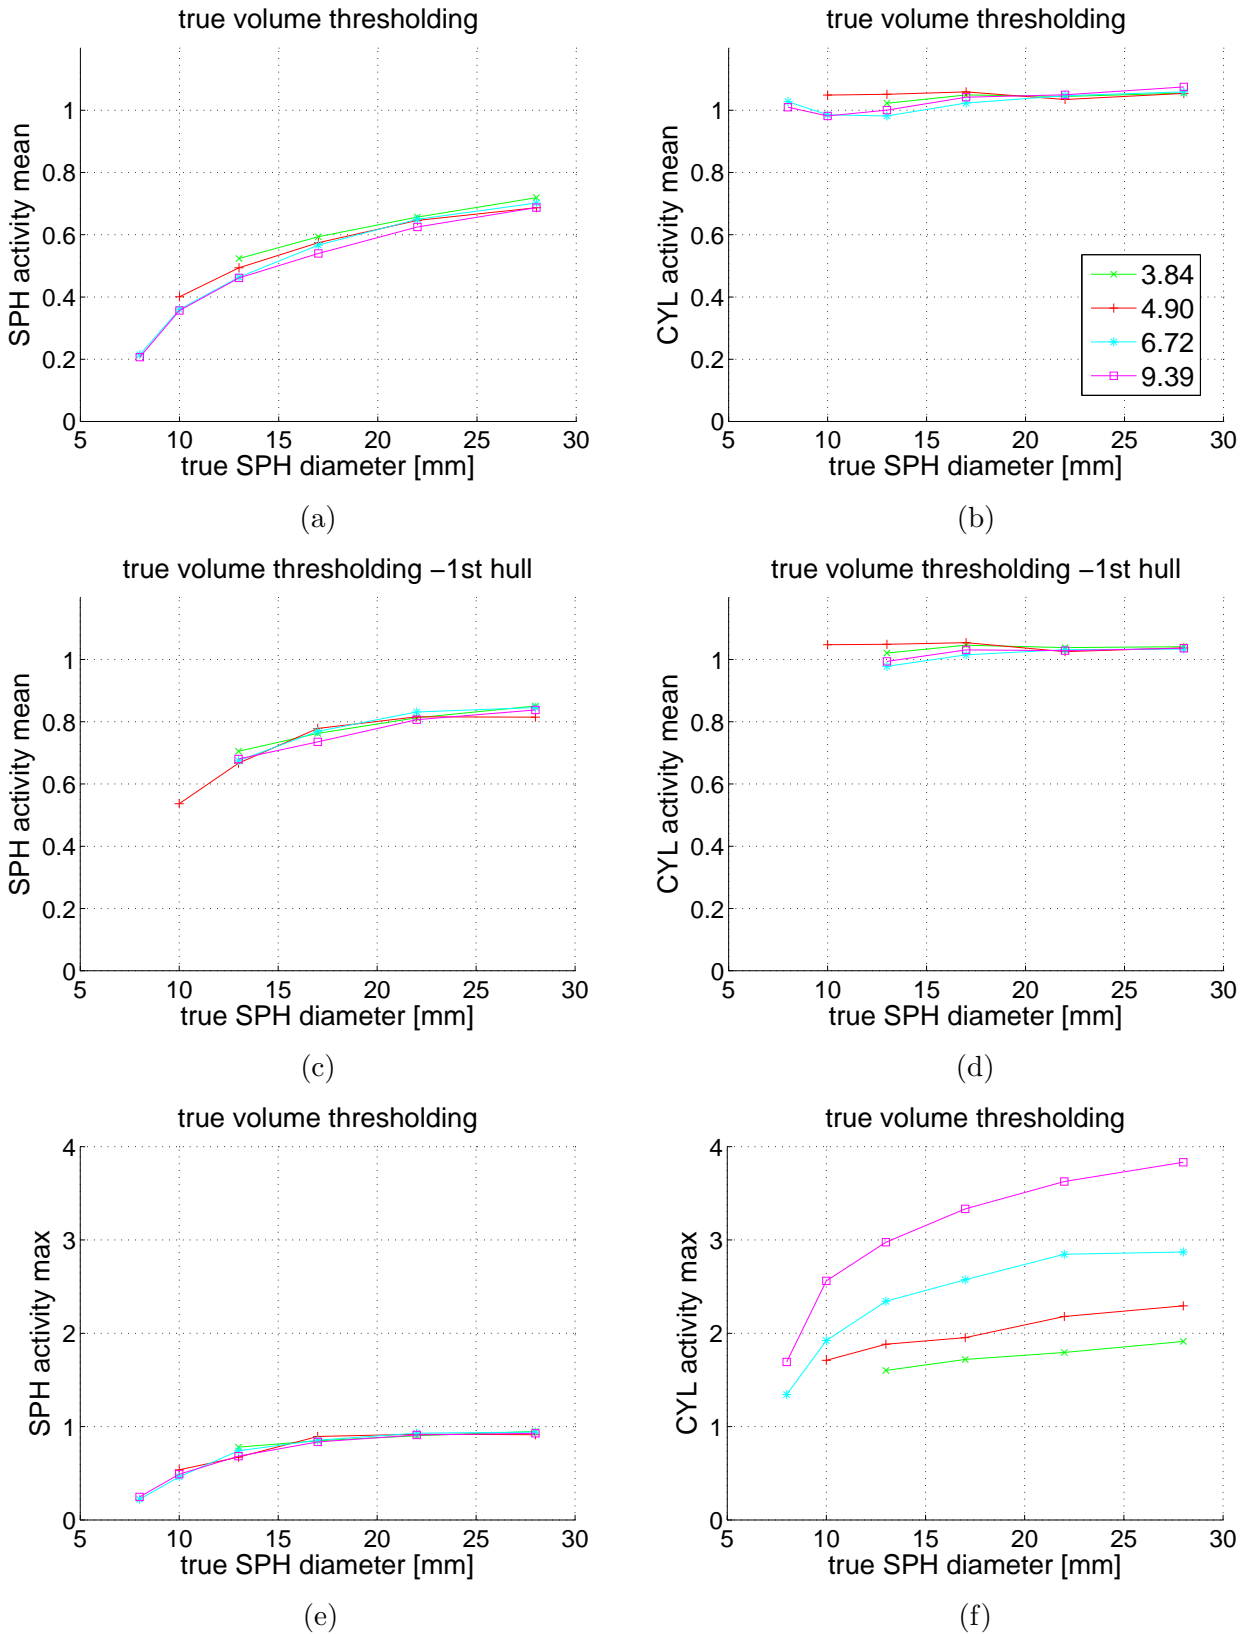 true volume thresholding
SPH activity mean
1
0.8
0.6
0.4
0.2
0
5 10 15 20 25 30
true SPH diameter [mm]
(a)
true volume thresholding
CYL activity mean
1
0.8
0.6
0.4
0.2
0
3.84
4.90
6.72
9.39
5 10 15 20 25 30
true SPH diameter [mm]
(b)
true volume thresholding −1st hull
SPH activity mean
1
0.8
0.6
0.4
0.2
0
5 10 15 20 25 30
true SPH diameter [mm]
(c)
true volume thresholding −1st hull
CYL activity mean
1
0.8
0.6
0.4
0.2
0
5 10 15 20 25 30
true SPH diameter [mm]
(d)
true volume thresholding
SPH activity max
4
3
2
1
0
5 10 15 20 25 30
true SPH diameter [mm]
(e)
true volume thresholding
CYL activity max
4
3
2
1
0
5 10 15 20 25 30
true SPH diameter [mm]
(f)